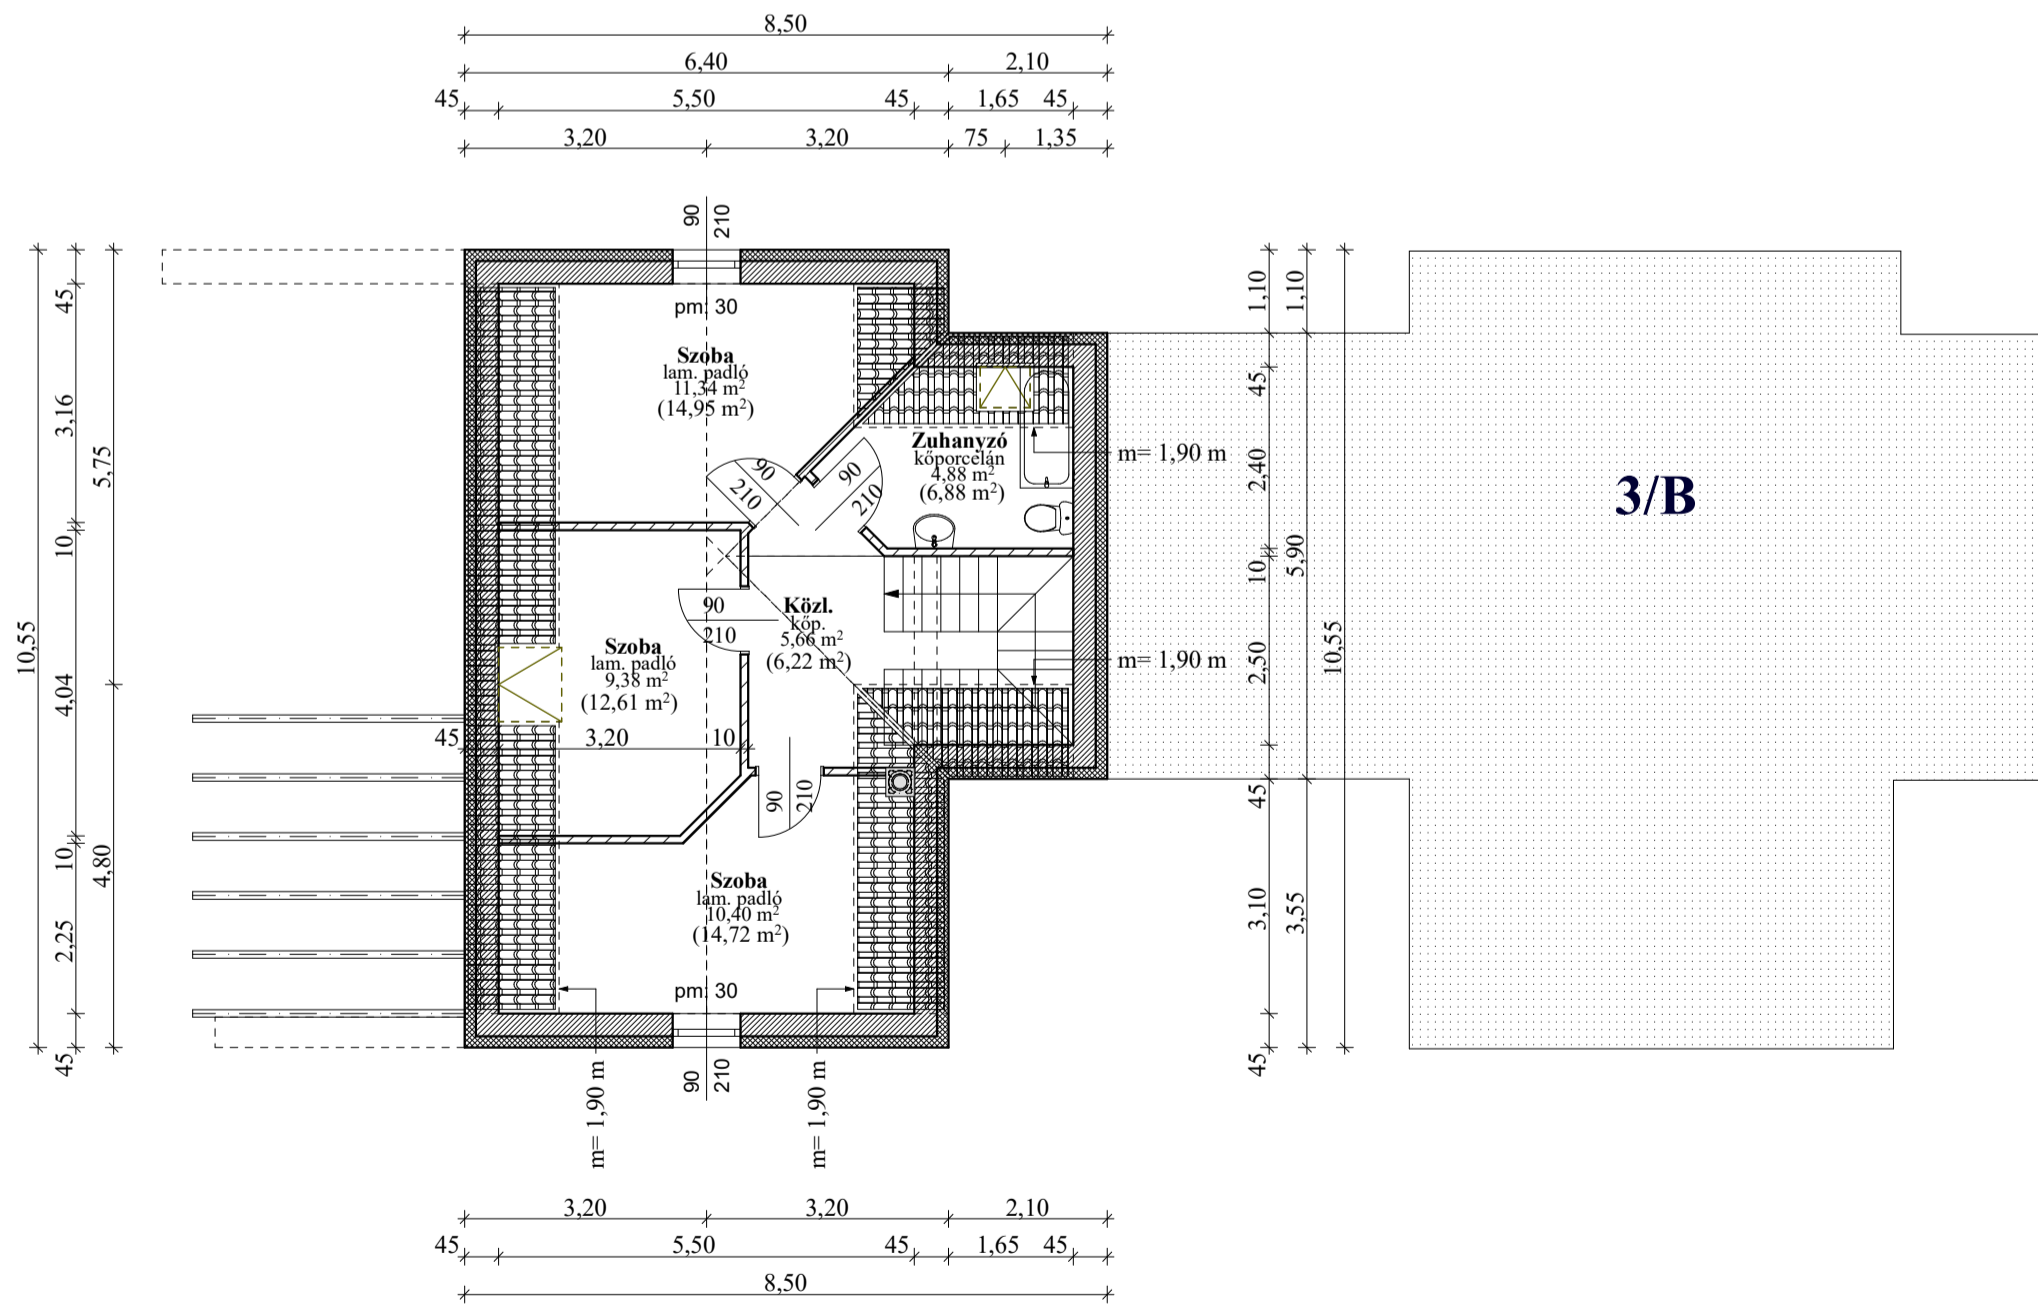 8,50
6,40 2,10
45 5,50 45 1,65 45
3,20 3,20 75 1,35
90
210
pm: 30
Szoba
lam. padló
11,34 m²
(14,95 m²)
90
210
90
210
Zuhanyzó
kőporcelán
4,88 m²
(6,88 m²)
m= 1,90 m
90
210
Közl.
kőp.
5,66 m²
(6,22 m²)
m= 1,90 m
Szoba
lam. padló
9,38 m²
(12,61 m²)
45 3,20 10
90
210
Szoba
lam. padló
10,40 m²
(14,72 m²)
pm: 30
90
210
m= 1,90 m
m= 1,90 m
10,55
45
3,16
10
4,04
10
2,25
45
5,75
4,80
1,10
45
2,40
10
2,50
45
3,10
45
1,10
5,90
3,55
10,55
3/B
3,20 3,20 2,10
45 5,50 45 1,65 45
8,50